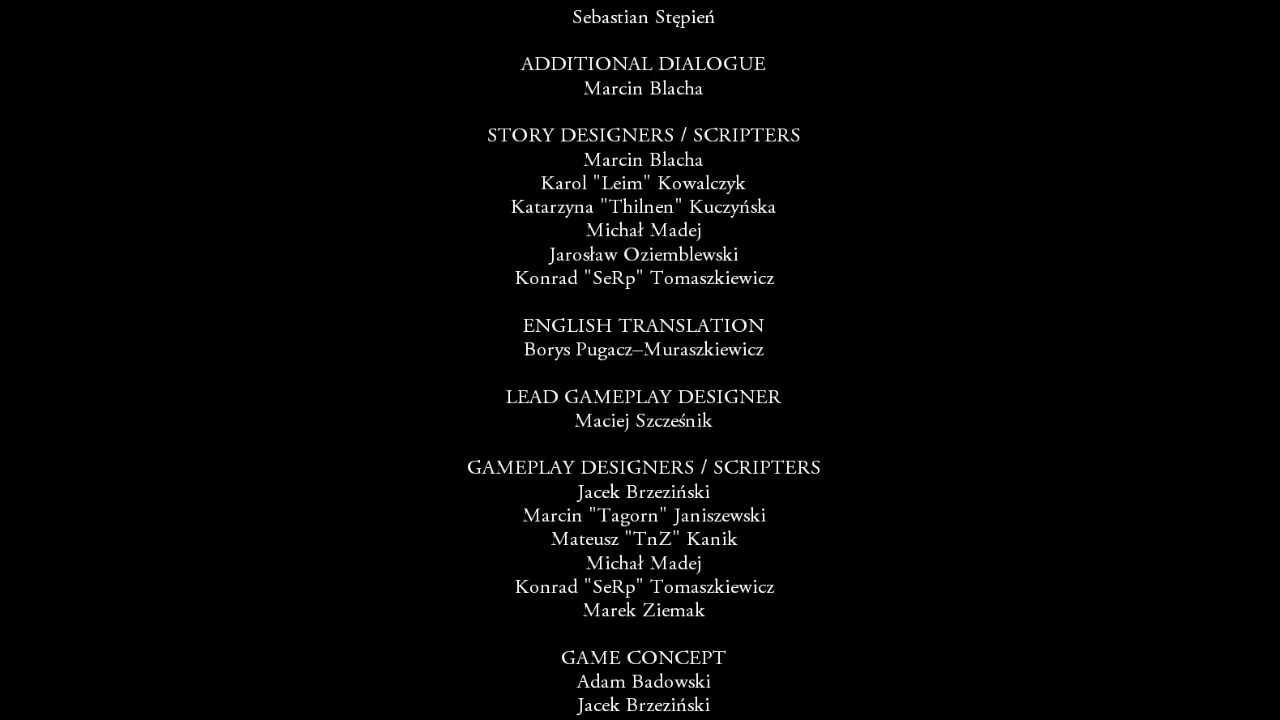 Sebastian Stępień
ADDITIONAL DIALOGUE
Marcin Blacha
STORY DESIGNERS / SCRIPTERS
Marcin Blacha
Karol "Leim" Kowalczyk
Katarzyna "Thilnen" Kuczyńska
Michał Madej
Jarosław Oziemblewski
Konrad "SeRp" Tomaszkiewicz
ENGLISH TRANSLATION
Borys Pugacz–Muraszkiewicz
LEAD GAMEPLAY DESIGNER
Maciej Szcześnik
GAMEPLAY DESIGNERS / SCRIPTERS
Jacek Brzeziński
Marcin "Tagorn" Janiszewski
Mateusz "TnZ" Kanik
Michał Madej
Konrad "SeRp" Tomaszkiewicz
Marek Ziemak
GAME CONCEPT
Adam Badowski
Jacek Brzeziński